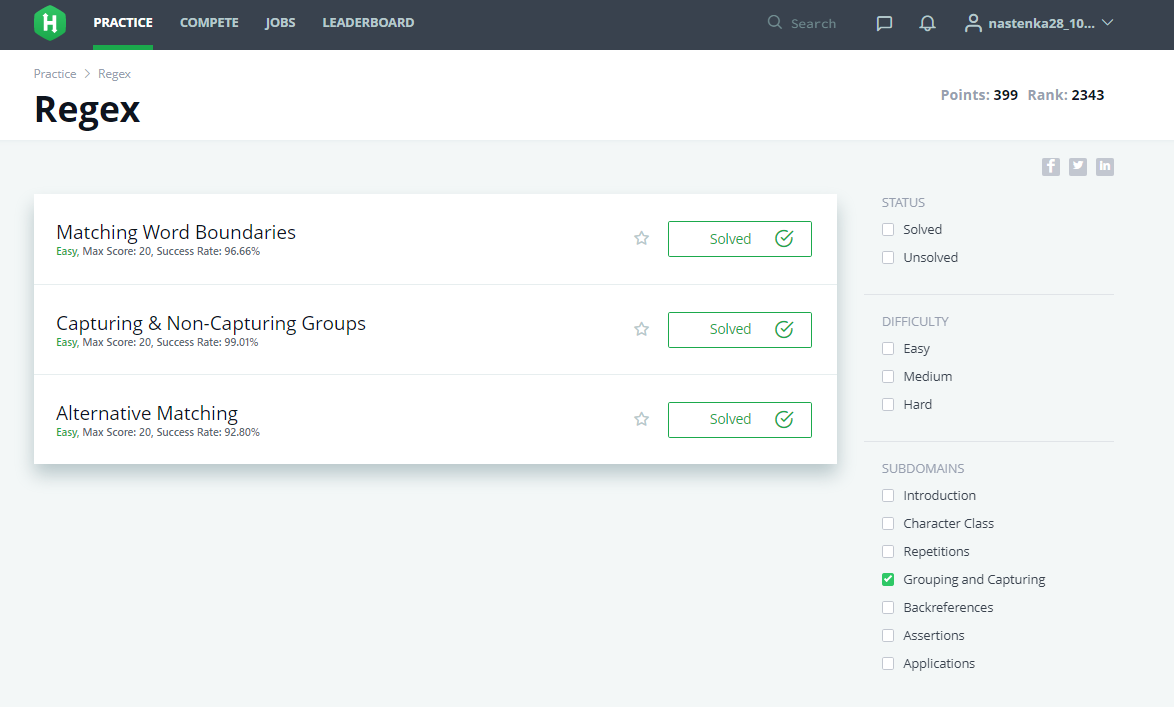 H PRACTICE COMPETE JOBS LEADERBOARD Search nastenka28_10...
Practice > Regex
Regex
Points: 399 Rank: 2343
f in
Matching Word Boundaries
Easy, Max Score: 20, Success Rate: 96.66%
Solved
Capturing & Non-Capturing Groups
Easy, Max Score: 20, Success Rate: 99.01%
Solved
Alternative Matching
Easy, Max Score: 20, Success Rate: 92.80%
Solved
STATUS
Solved
Unsolved
DIFFICULTY
Easy
Medium
Hard
SUBDOMAINS
Introduction
Character Class
Repetitions
Grouping and Capturing
Backreferences
Assertions
Applications